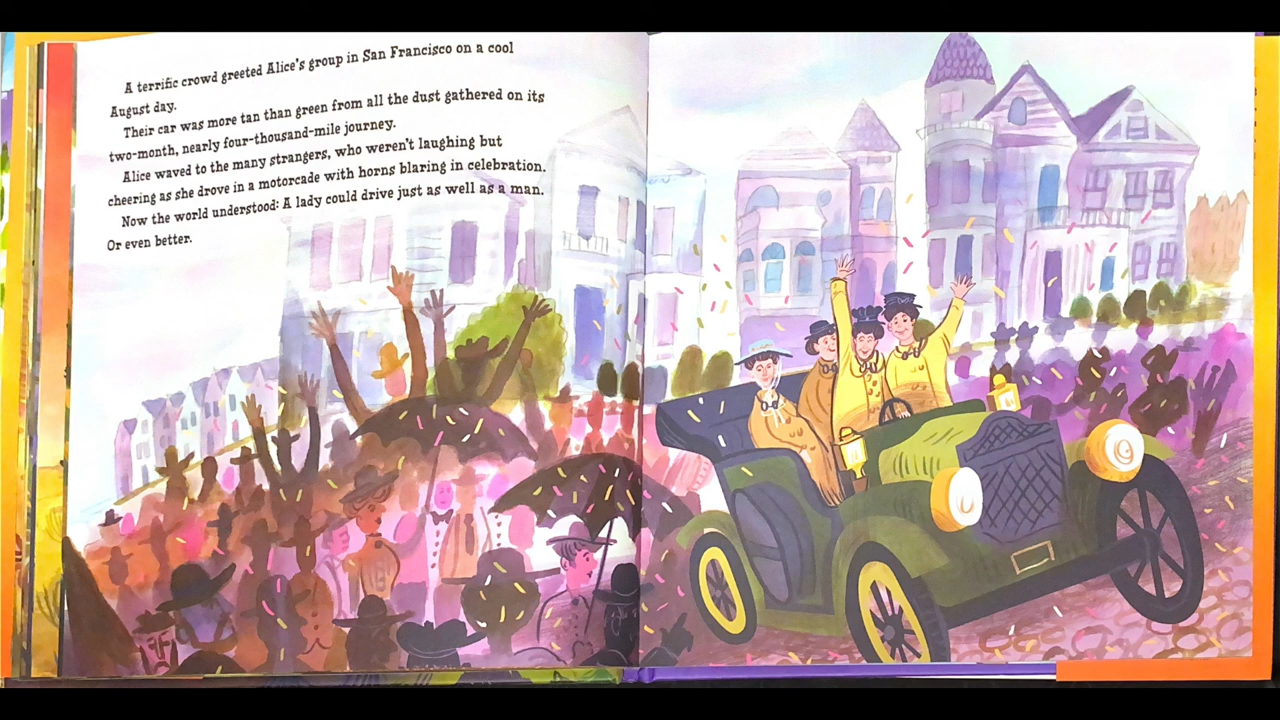 A terrific crowd greeted Alice's group in San Francisco on a cool
August day.
Their car was more tan than green from all the dust gathered on its
two-month, nearly four-thousand-mile journey.
Alice waved to the many strangers, who weren't laughing but
cheering as she drove in a motorcade with horns blaring in celebration.
Now the world understood: A lady could drive just as well as a man.
Or even better.